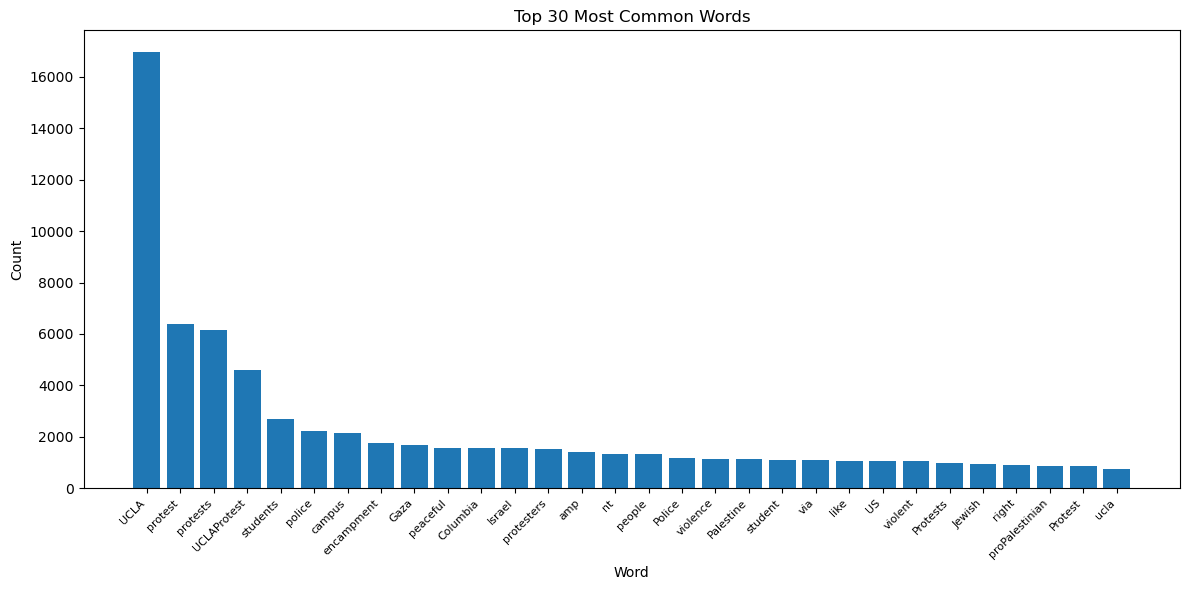 Top 30 Most Common Words
Count
16000
14000
12000
10000
8000
6000
4000
2000
0
UCLA
protest
protests
UCLAProtest
students
police
campus
encampment
Gaza
peaceful
Columbia
Israel
protesters
amp
nt
people
Police
violence
Palestine
student
via
like
US
violent
Protests
Jewish
right
proPalestinian
Protest
ucla
Word